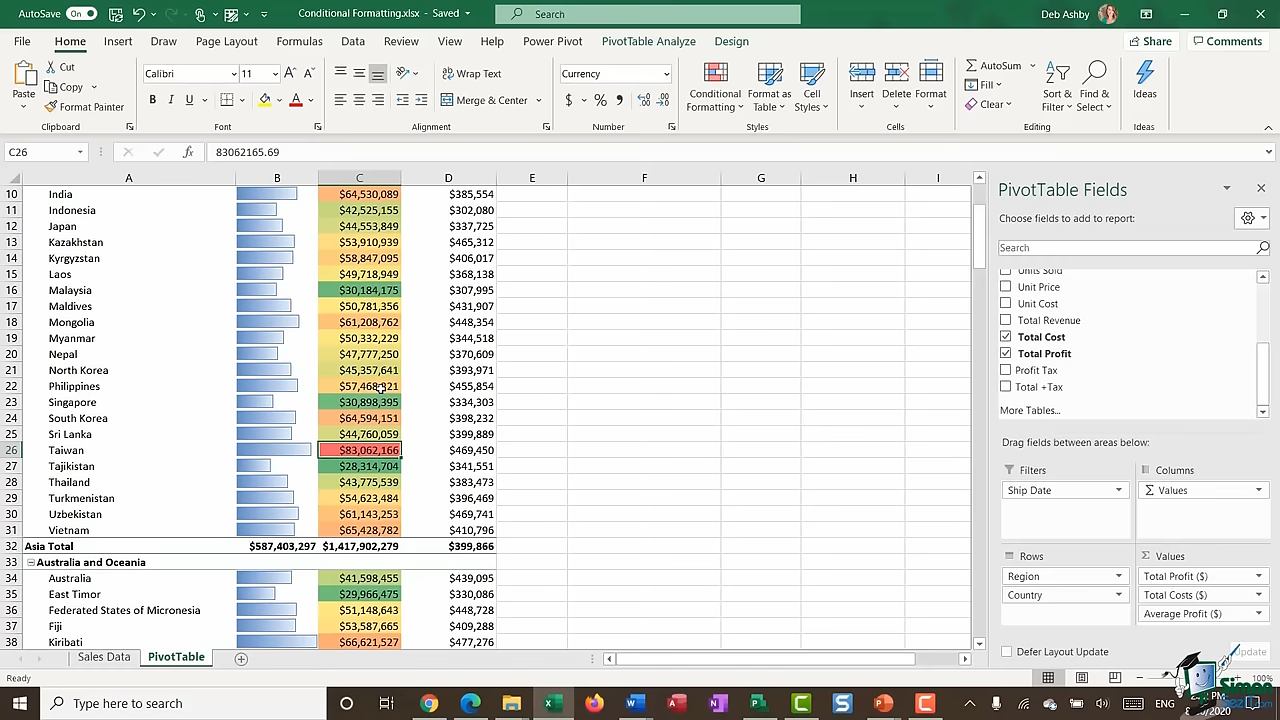 AutoSave On Conditional Formatting.xlsx - Saved Search Deb Ashby
File Home Insert Draw Page Layout Formulas Data Review View Help Power Pivot PivotTable Analyze Design Share Comments
Paste Cut Copy Format Painter
Calibri 11 B I U A
Wrap Text Merge & Center
Currency $ %
Conditional Formatting Format as Table Cell Styles
Insert Delete Format
AutoSum Fill Clear Sort & Filter Find & Select
Ideas
Clipboard Font Alignment Number Styles Cells Editing Ideas
C26 fx 83062165.69
A B C D E F G H I
10 India $64,530,089 $385,554
11 Indonesia $42,525,155 $302,080
12 Japan $44,553,849 $337,725
13 Kazakhstan $53,910,939 $465,312
14 Kyrgyzstan $58,847,095 $406,017
15 Laos $49,718,949 $368,138
16 Malaysia $30,184,175 $307,995
17 Maldives $50,781,356 $431,907
18 Mongolia $61,208,762 $448,354
19 Myanmar $50,332,229 $344,518
20 Nepal $47,777,250 $370,609
21 North Korea $45,357,641 $393,971
22 Philippines $455,854
23 Singapore $30,898,395 $334,303
24 South Korea $64,594,151 $398,232
25 Sri Lanka $44,760,059 $399,889
26 Taiwan $83,062,166 $469,450
27 Tajikistan $28,314,704 $341,551
28 Thailand $43,775,539 $383,473
29 Turkmenistan $54,623,484 $396,469
30 Uzbekistan $61,143,253 $469,741
31 Vietnam $65,428,782 $410,796
32 Asia Total $587,403,297 $1,417,902,279 $399,866
33 Australia and Oceania
34 Australia $41,598,455 $439,095
35 East Timor $29,966,475 $330,086
36 Federated States of Micronesia $51,148,643 $448,728
37 Fiji $53,587,665 $409,288
38 Kiribati $66,621,527 $477,276
Sales Data PivotTable
Ready 100%
PivotTable Fields
Choose fields to add to report:
Search
Units Sold
Unit Price
Unit Cost
Total Revenue
Total Cost
Total Profit
Profit Tax
Total +Tax
More Tables...
Drag fields between areas below:
Filters Columns
Ship Date Σ Values
Rows Σ Values
Region Total Profit ($)
Country Total Costs ($)
Average Profit ($)
Defer Layout Update Update
Type here to search
ENG